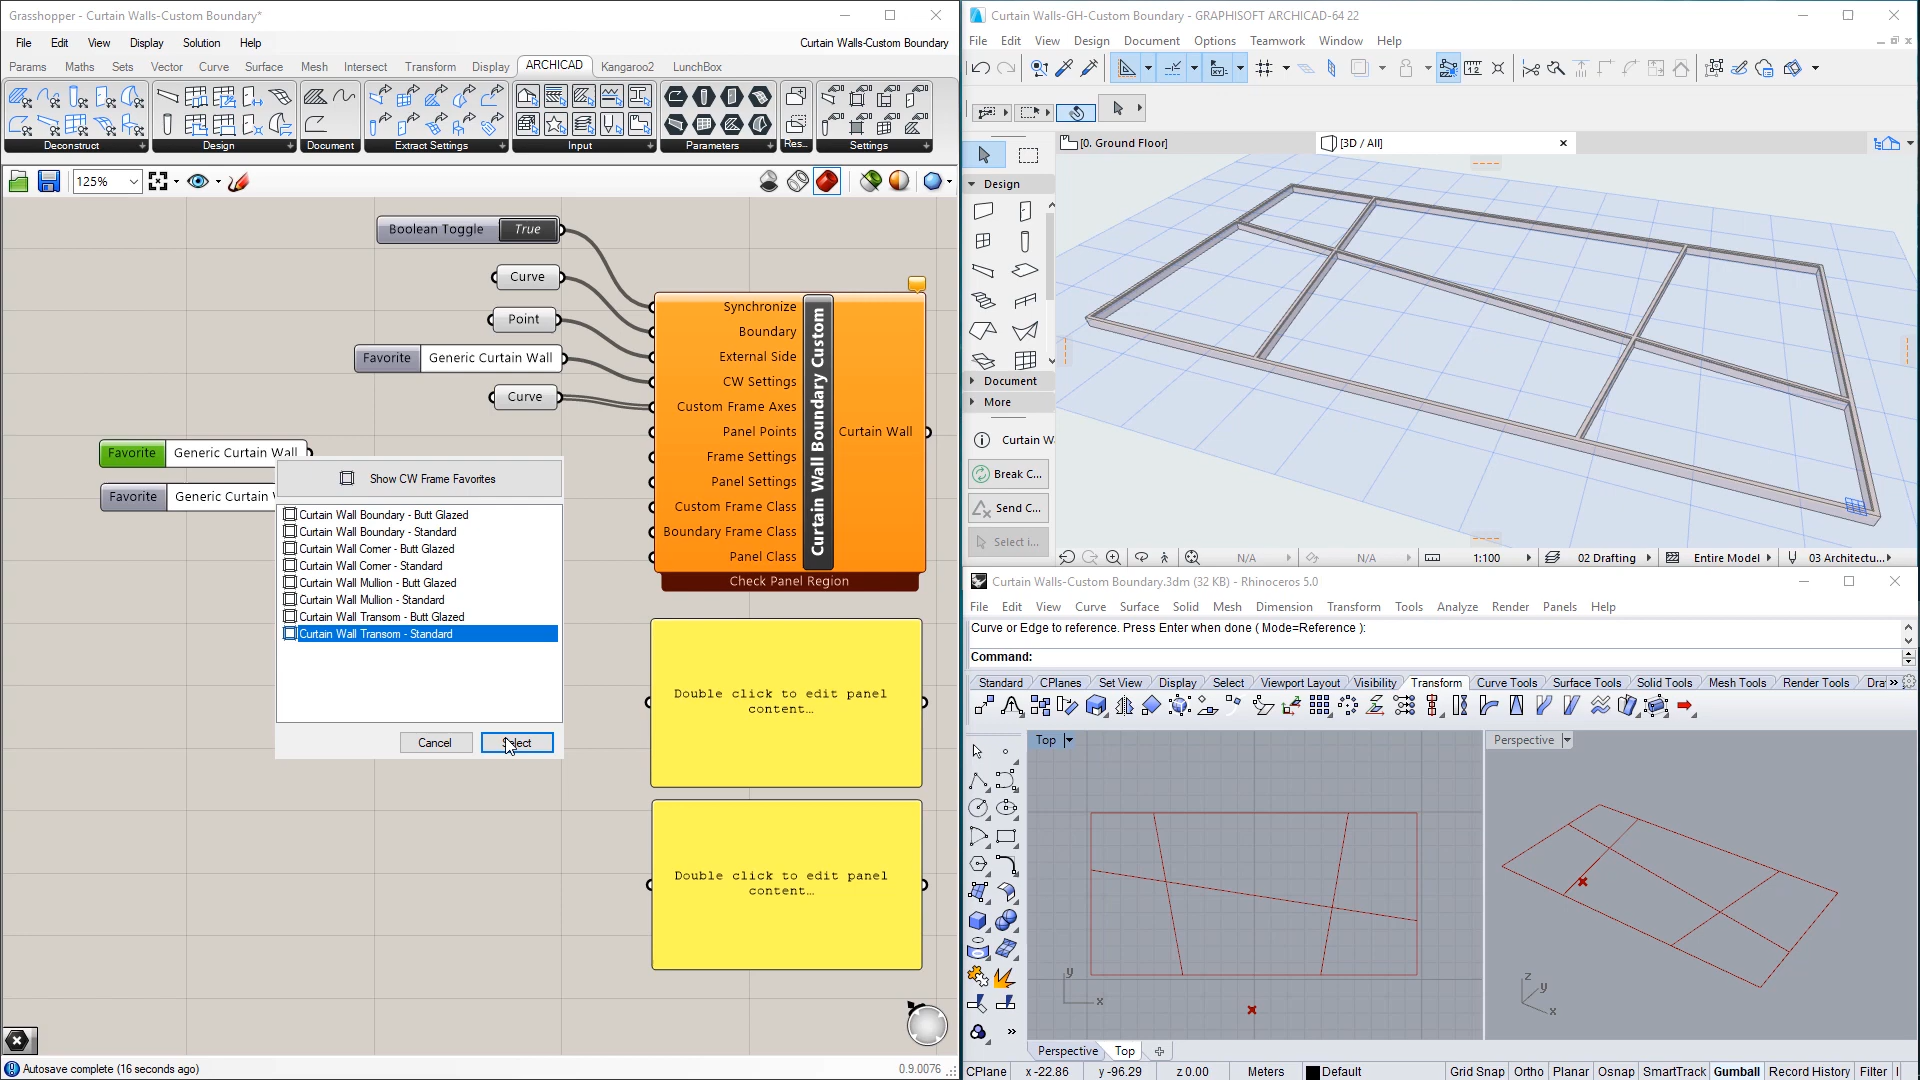 Grasshopper - Curtain Walls-Custom Boundary*
File Edit View Display Solution Help
Curtain Walls-Custom Boundary
Params Maths Sets Vector Curve Surface Mesh Intersect Transform Display ARCHICAD Kangaroo2 LunchBox
Deconstruct Design Document Extract Settings Input Parameters Res... Settings
125%
Boolean Toggle True
Curve
Point
Favorite Generic Curtain Wall
Curve
Synchronize
Boundary
External Side
CW Settings
Custom Frame Axes
Panel Points
Frame Settings
Panel Settings
Custom Frame Class
Boundary Frame Class
Panel Class
Curtain Wall Boundary Custom
Curtain Wall
Check Panel Region
Favorite Generic Curtain Wall
Favorite Generic Curtain
Show CW Frame Favorites
Curtain Wall Boundary - Butt Glazed
Curtain Wall Boundary - Standard
Curtain Wall Corner - Butt Glazed
Curtain Wall Corner - Standard
Curtain Wall Mullion - Butt Glazed
Curtain Wall Mullion - Standard
Curtain Wall Transom - Butt Glazed
Curtain Wall Transom - Standard
Cancel Select
Double click to edit panel
content…
Double click to edit panel
content…
Autosave complete (16 seconds ago)
0.9.0076
Curtain Walls-GH-Custom Boundary - GRAPHISOFT ARCHICAD-64 22
File Edit View Design Document Options Teamwork Window Help
[0. Ground Floor]
[3D / All]
Design
Document
More
Curtain W
Break C...
Send C...
Select i...
N/A N/A 1:100 02 Drafting Entire Model 03 Architectu...
Curtain Walls-Custom Boundary.3dm (32 KB) - Rhinoceros 5.0
File Edit View Curve Surface Solid Mesh Dimension Transform Tools Analyze Render Panels Help
Curve or Edge to reference. Press Enter when done ( Mode=Reference ):
Command:
Standard CPlanes Set View Display Select Viewport Layout Visibility Transform Curve Tools Surface Tools Solid Tools Mesh Tools Render Tools Dra »
Top
Perspective
y
x
z
y
x
»
Perspective Top
CPlane x -22.86 y -96.29 z 0.00 Meters Default Grid Snap Ortho Planar Osnap SmartTrack Gumball Record History Filter